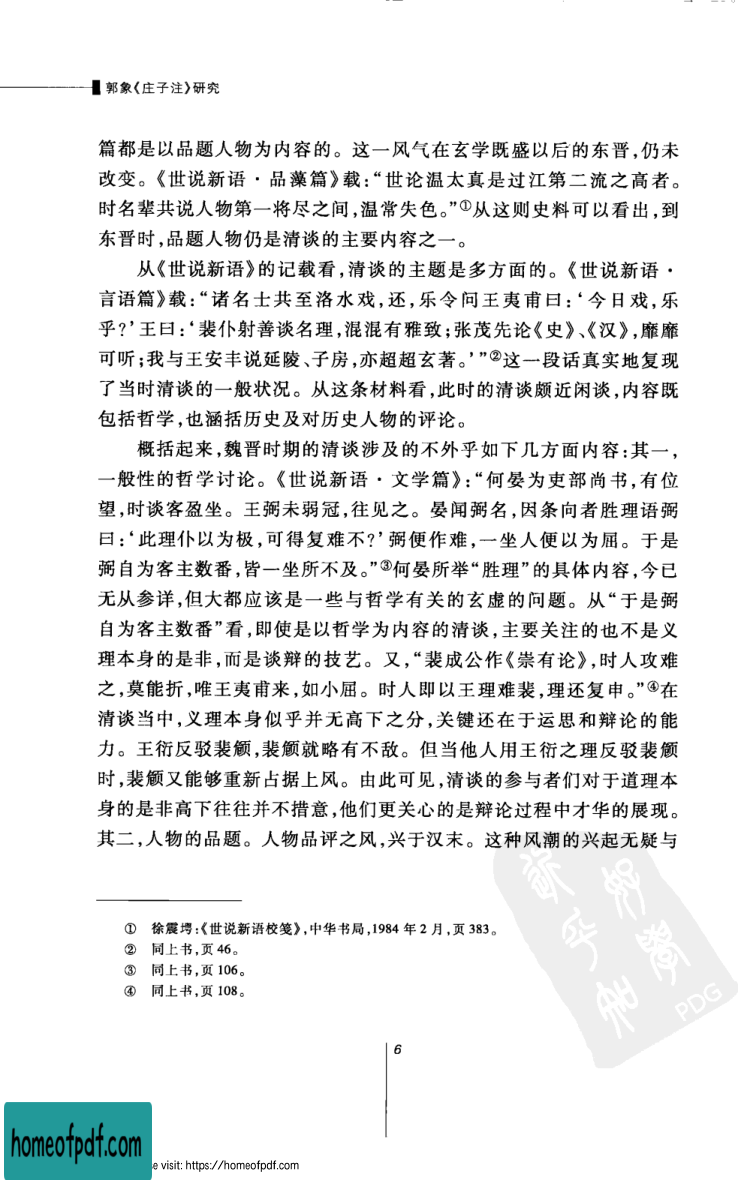 郭象《庄子注》研究
篇都是以品题人物为内容的。这一风气在玄学既盛以后的东晋,仍未
改变。《世说新语·品藻篇》载:“世论温太真是过江第二流之高者。
时名辈共说人物第一将尽之间,温常失色。”①从这则史料可以看出,到
东晋时,品题人物仍是清谈的主要内容之一。
从《世说新语》的记载看,清谈的主题是多方面的。《世说新语·
言语篇》载:“诸名士共至洛水戏,还,乐令问王夷甫曰:‘今日戏,乐
乎?’王曰:‘裴仆射善谈名理,混混有雅致;张茂先论《史》、《汉》,靡靡
可听;我与王安丰说延陵、子房,亦超超玄著。’”②这一段话真实地复现
了当时清谈的一般状况。从这条材料看,此时的清谈颇近闲谈,内容既
包括哲学,也涵括历史及对历史人物的评论。
概括起来,魏晋时期的清谈涉及的不外乎如下几方面内容:其一,
一般性的哲学讨论。《世说新语·文学篇》:“何晏为吏部尚书,有位
望,时谈客盈坐。王弼未弱冠,往见之。晏闻弼名,因条向者胜理语弼
曰:‘此理仆以为极,可得复难不?’弼便作难,一坐人便以为屈。于是
弼自为客主数番,皆一坐所不及。”③何晏所举“胜理”的具体内容,今已
无从参详,但大都应该是一些与哲学有关的玄虚的问题。从“于是弼
自为客主数番”看,即使是以哲学为内容的清谈,主要关注的也不是义
理本身的是非,而是谈辩的技艺。又,“裴成公作《崇有论》,时人攻难
之,莫能折,唯王夷甫来,如小屈。时人即以王理难裴,理还复申。”④在
清谈当中,义理本身似乎并无高下之分,关键还在于运思和辩论的能
力。王衍反驳裴頠,裴頠就略有不敌。但当他人用王衍之理反驳裴頠
时,裴頠又能够重新占据上风。由此可见,清谈的参与者们对于道理本
身的是非高下往往并不措意,他们更关心的是辩论过程中才华的展现。
其二,人物的品题。人物品评之风,兴于汉末。这种风潮的兴起无疑与
① 徐震堮:《世说新语校笺》,中华书局,1984 年 2 月,页 383。
② 同上书,页 46。
③ 同上书,页 106。
④ 同上书,页 108。
PDG
6
homeofpdf.com
e visit: https://homeofpdf.com